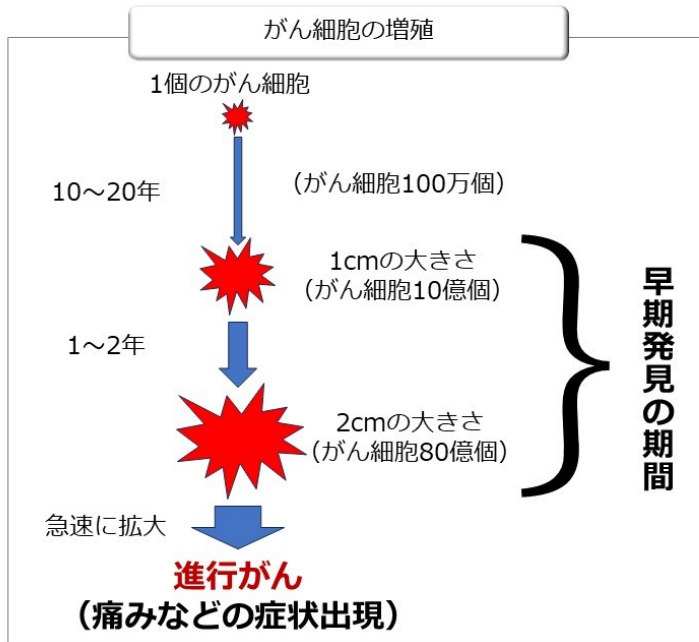 がん細胞の増殖
1個のがん細胞
10～20年
（がん細胞100万個）
1cmの大きさ
（がん細胞10億個）
1～2年
2cmの大きさ
（がん細胞80億個）
早期発見の期間
急速に拡大
進行がん
（痛みなどの症状出現）